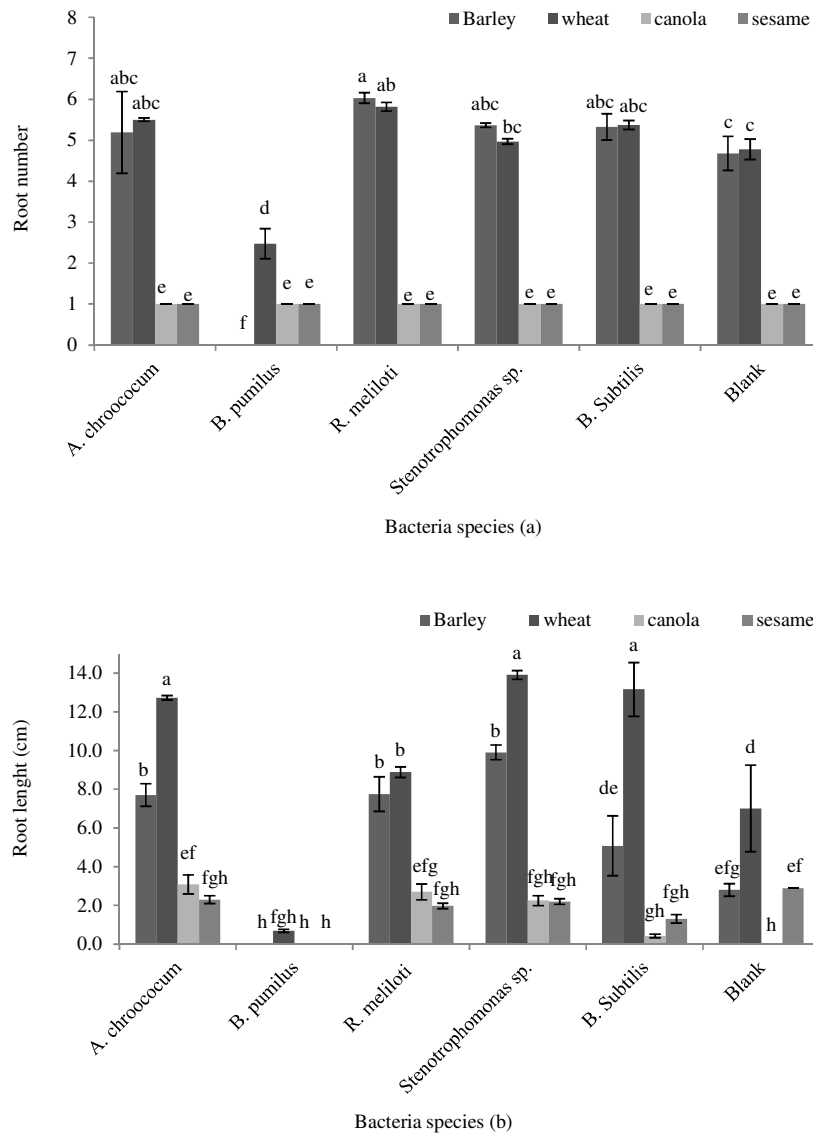 Barley wheat canola sesame
8
7
6
5
4
3
2
1
0
Root number
abc abc e e
f d e e
a ab e e
abc bc e e
abc abc e e
c c e e
A. chroococum
B. pumilus
R. meliloti
Stenotrophomonas sp.
B. Subtilis
Blank
Bacteria species (a)
Barley wheat canola sesame
14.0
12.0
10.0
8.0
6.0
4.0
2.0
0.0
Root lenght (cm)
b a ef fgh
h fgh h h
b b efg fgh
b a fgh fgh
de a gh fgh
efg d h ef
A. chroococum
B. pumilus
R. meliloti
Stenotrophomonas sp.
B. Subtilis
Blank
Bacteria species (b)